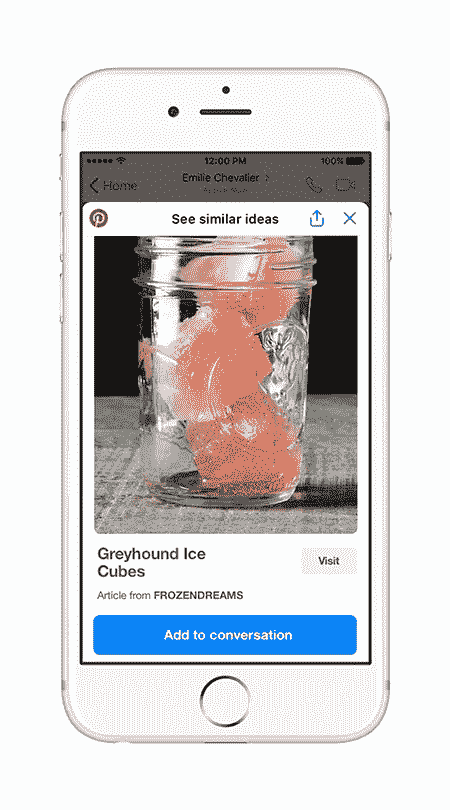 12:00 PM
100%
Home
Emilie Chevalier
See similar ideas
Greyhound Ice
Cubes
Visit
Article from FROZENDREAMS
Add to conversation